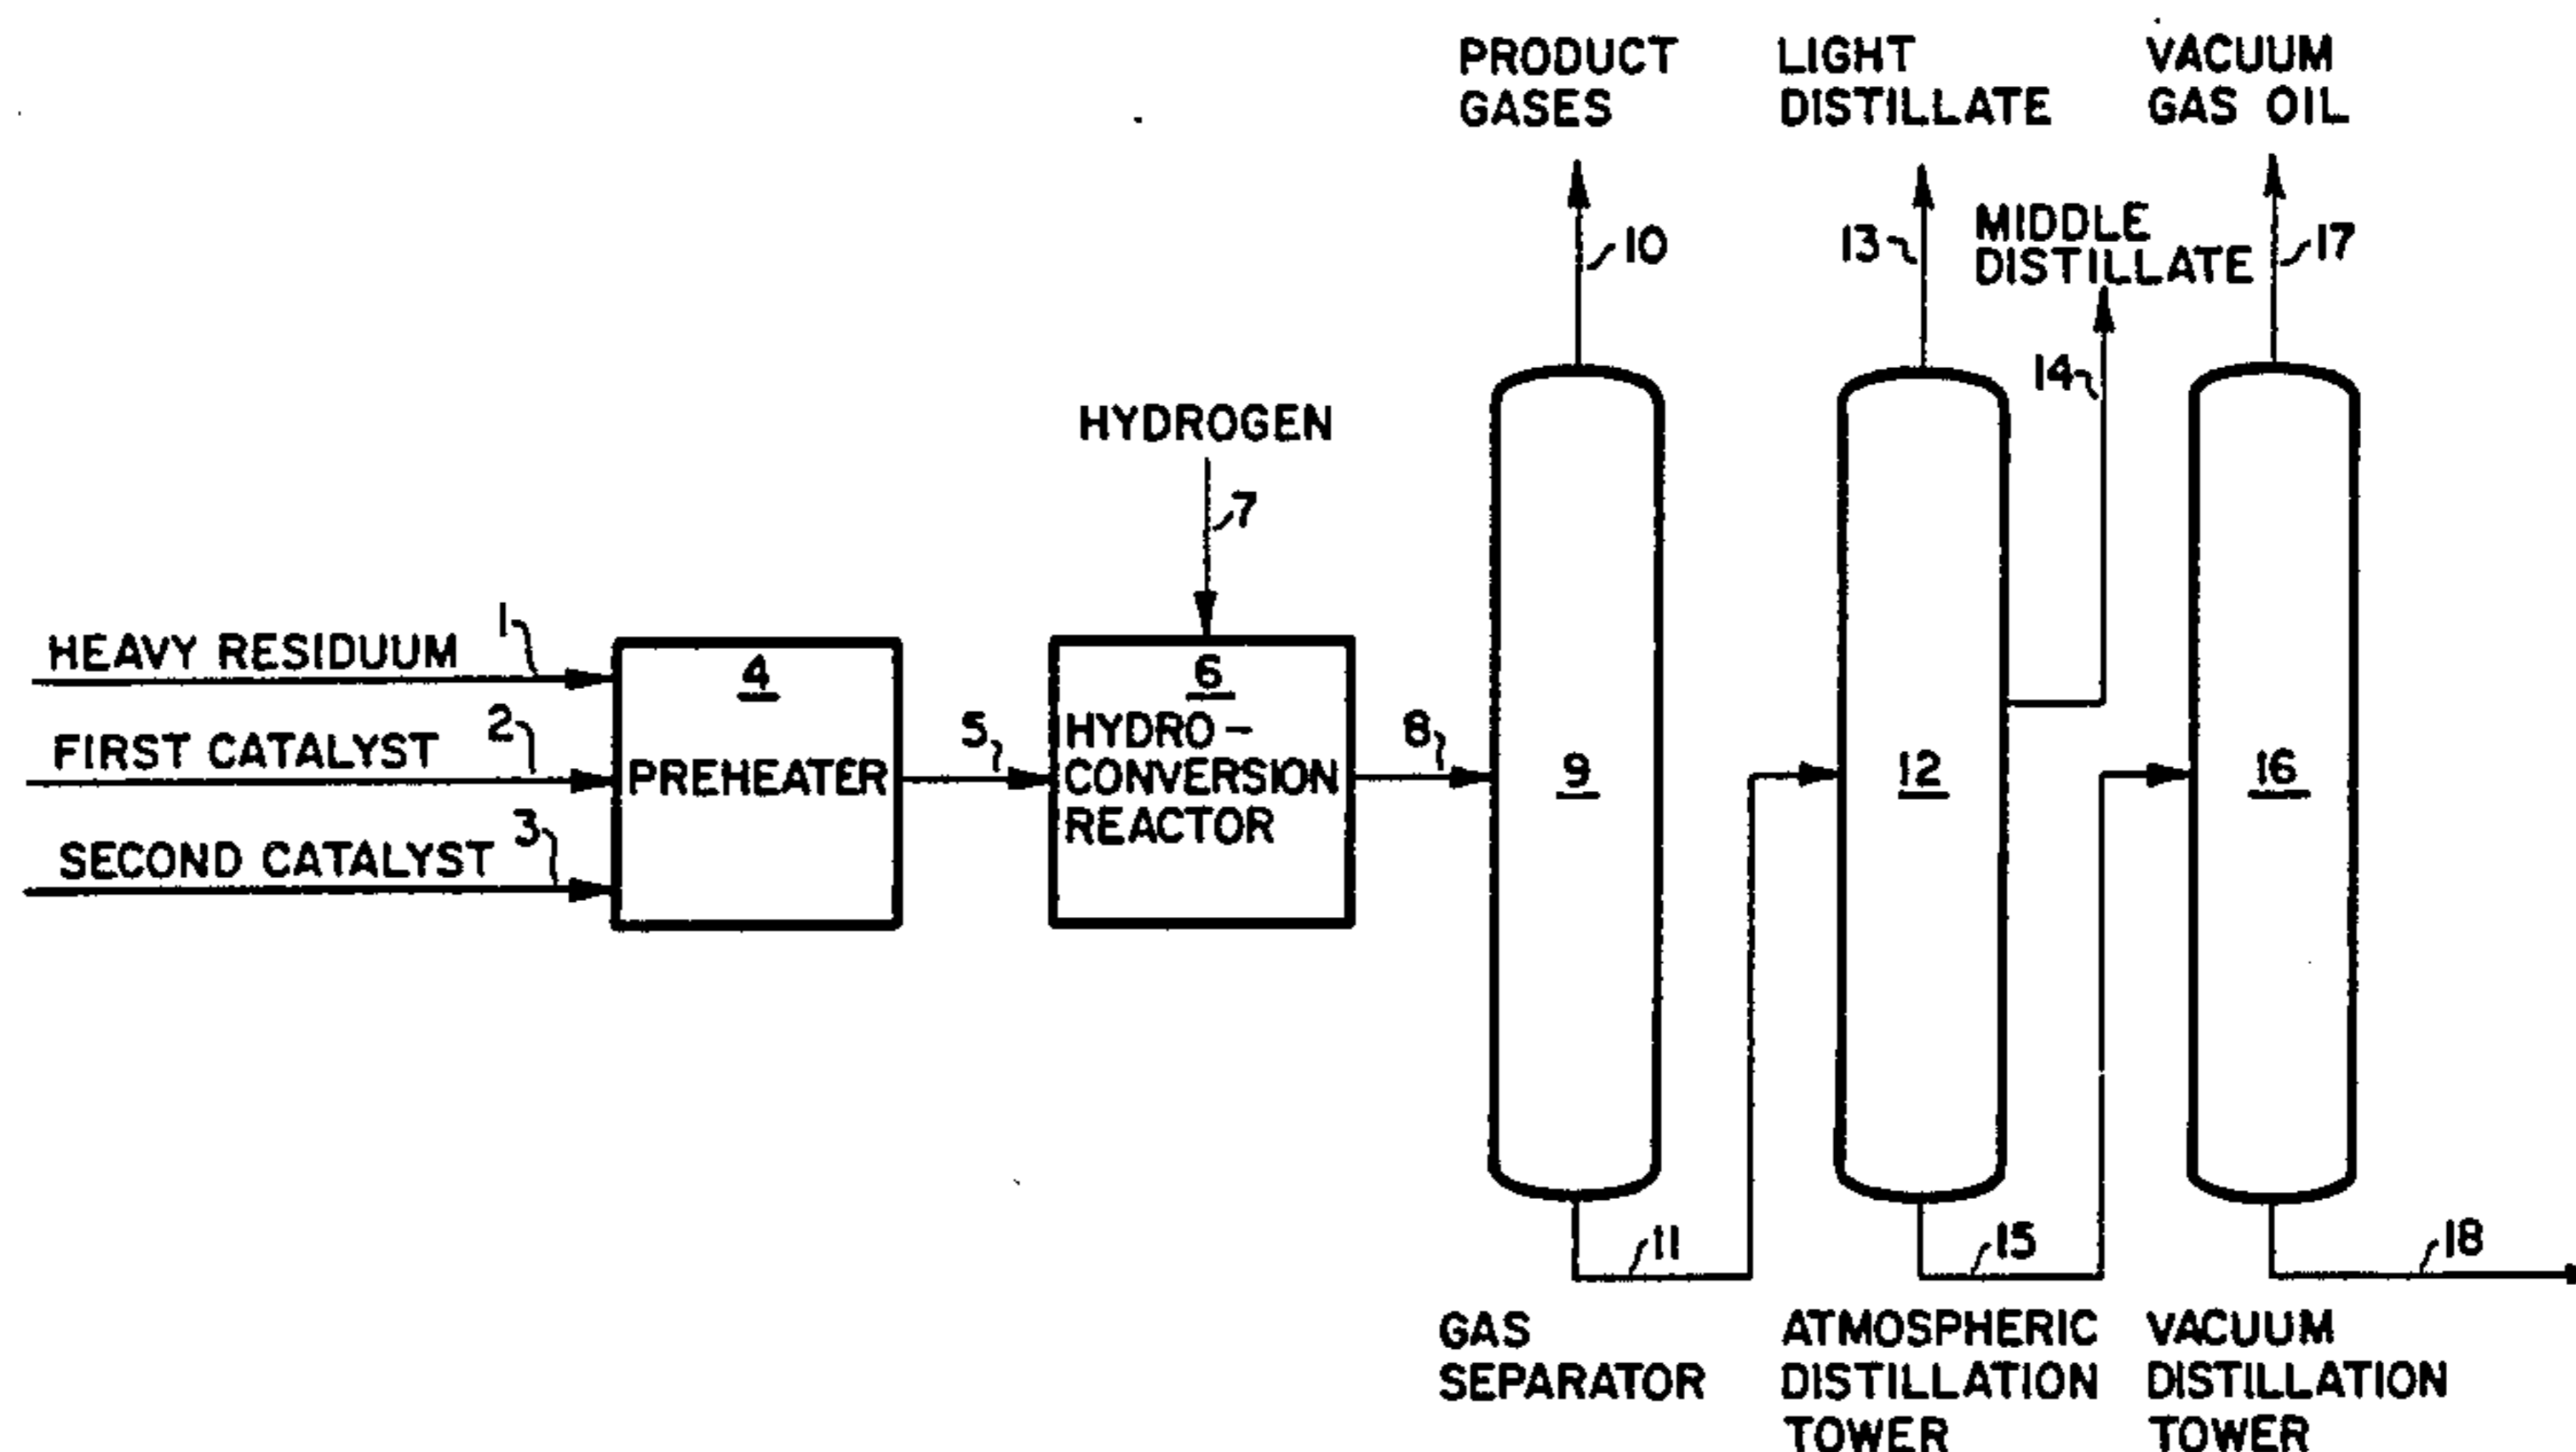 PRODUCT
GASES
LIGHT
DISTILLATE
VACUUM
GAS OIL
MIDDLE
DISTILLATE
10
13
17
14
HYDROGEN
7
HEAVY RESIDUUM
1
FIRST CATALYST
2
SECOND CATALYST
3
4
PREHEATER
5
6
HYDRO-
CONVERSION
REACTOR
8
9
12
16
11
15
18
GAS
SEPARATOR
ATMOSPHERIC
DISTILLATION
TOWER
VACUUM
DISTILLATION
TOWER